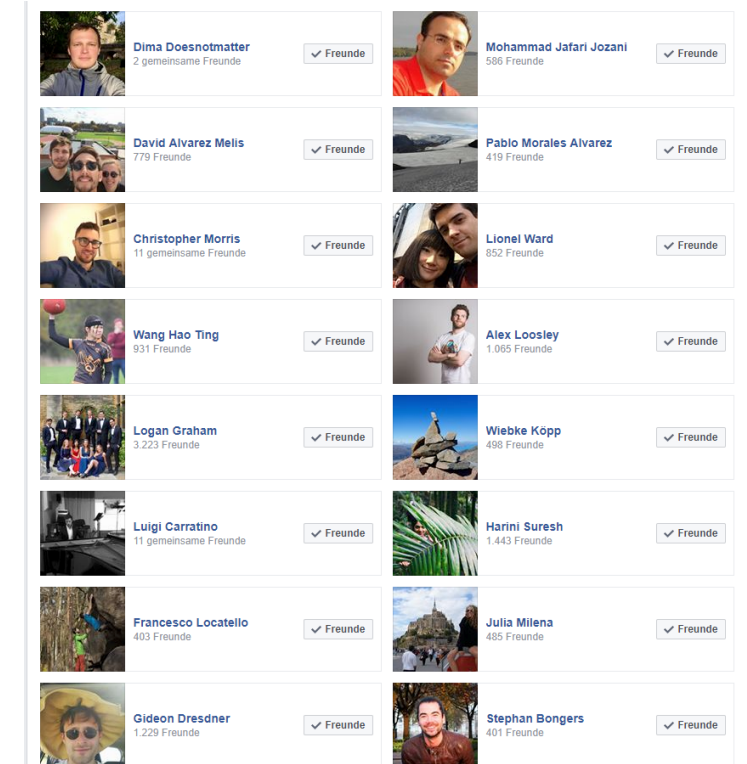 Dima Doesnotmatter
2 gemeinsame Freunde
Freunde
Mohammad Jafari Jozani
586 Freunde
Freunde
David Alvarez Melis
779 Freunde
Freunde
Pablo Morales Alvarez
419 Freunde
Freunde
Christopher Morris
11 gemeinsame Freunde
Freunde
Lionel Ward
852 Freunde
Freunde
Wang Hao Ting
931 Freunde
Freunde
Alex Loosley
1.065 Freunde
Freunde
Logan Graham
3.223 Freunde
Freunde
Wiebke Köpp
498 Freunde
Freunde
Luigi Carratino
11 gemeinsame Freunde
Freunde
Harini Suresh
1.443 Freunde
Freunde
Francesco Locatello
403 Freunde
Freunde
Julia Milena
485 Freunde
Freunde
Gideon Dresdner
1.229 Freunde
Freunde
Stephan Bongers
401 Freunde
Freunde